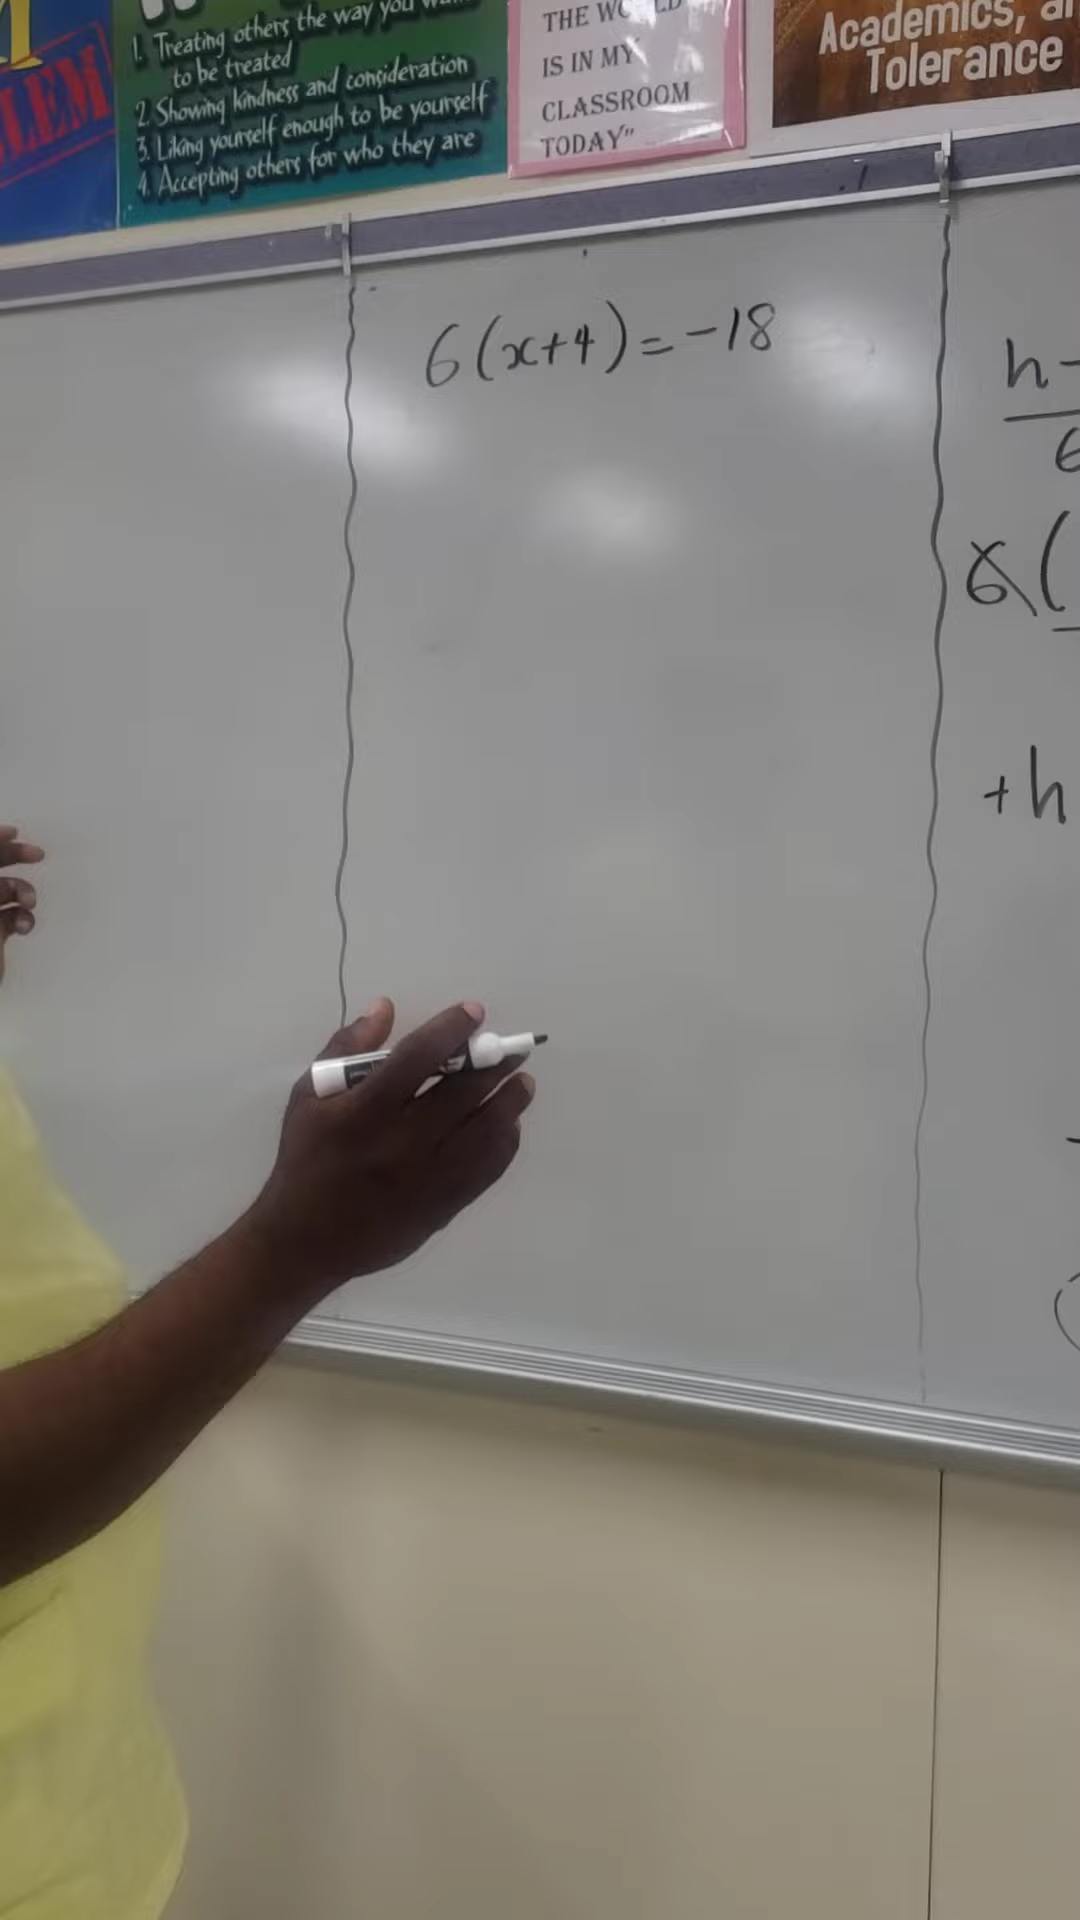 LEM
1. Treating others the way you
to be treated
2. Showing kindness and consideration
3. Liking yourself enough to be yourself
4. Accepting others for who they are
THE
IS IN MY
CLASSROOM
TODAY"
Academics,
Tolerance
6(x+4)=-18
h-
6
6(
+h